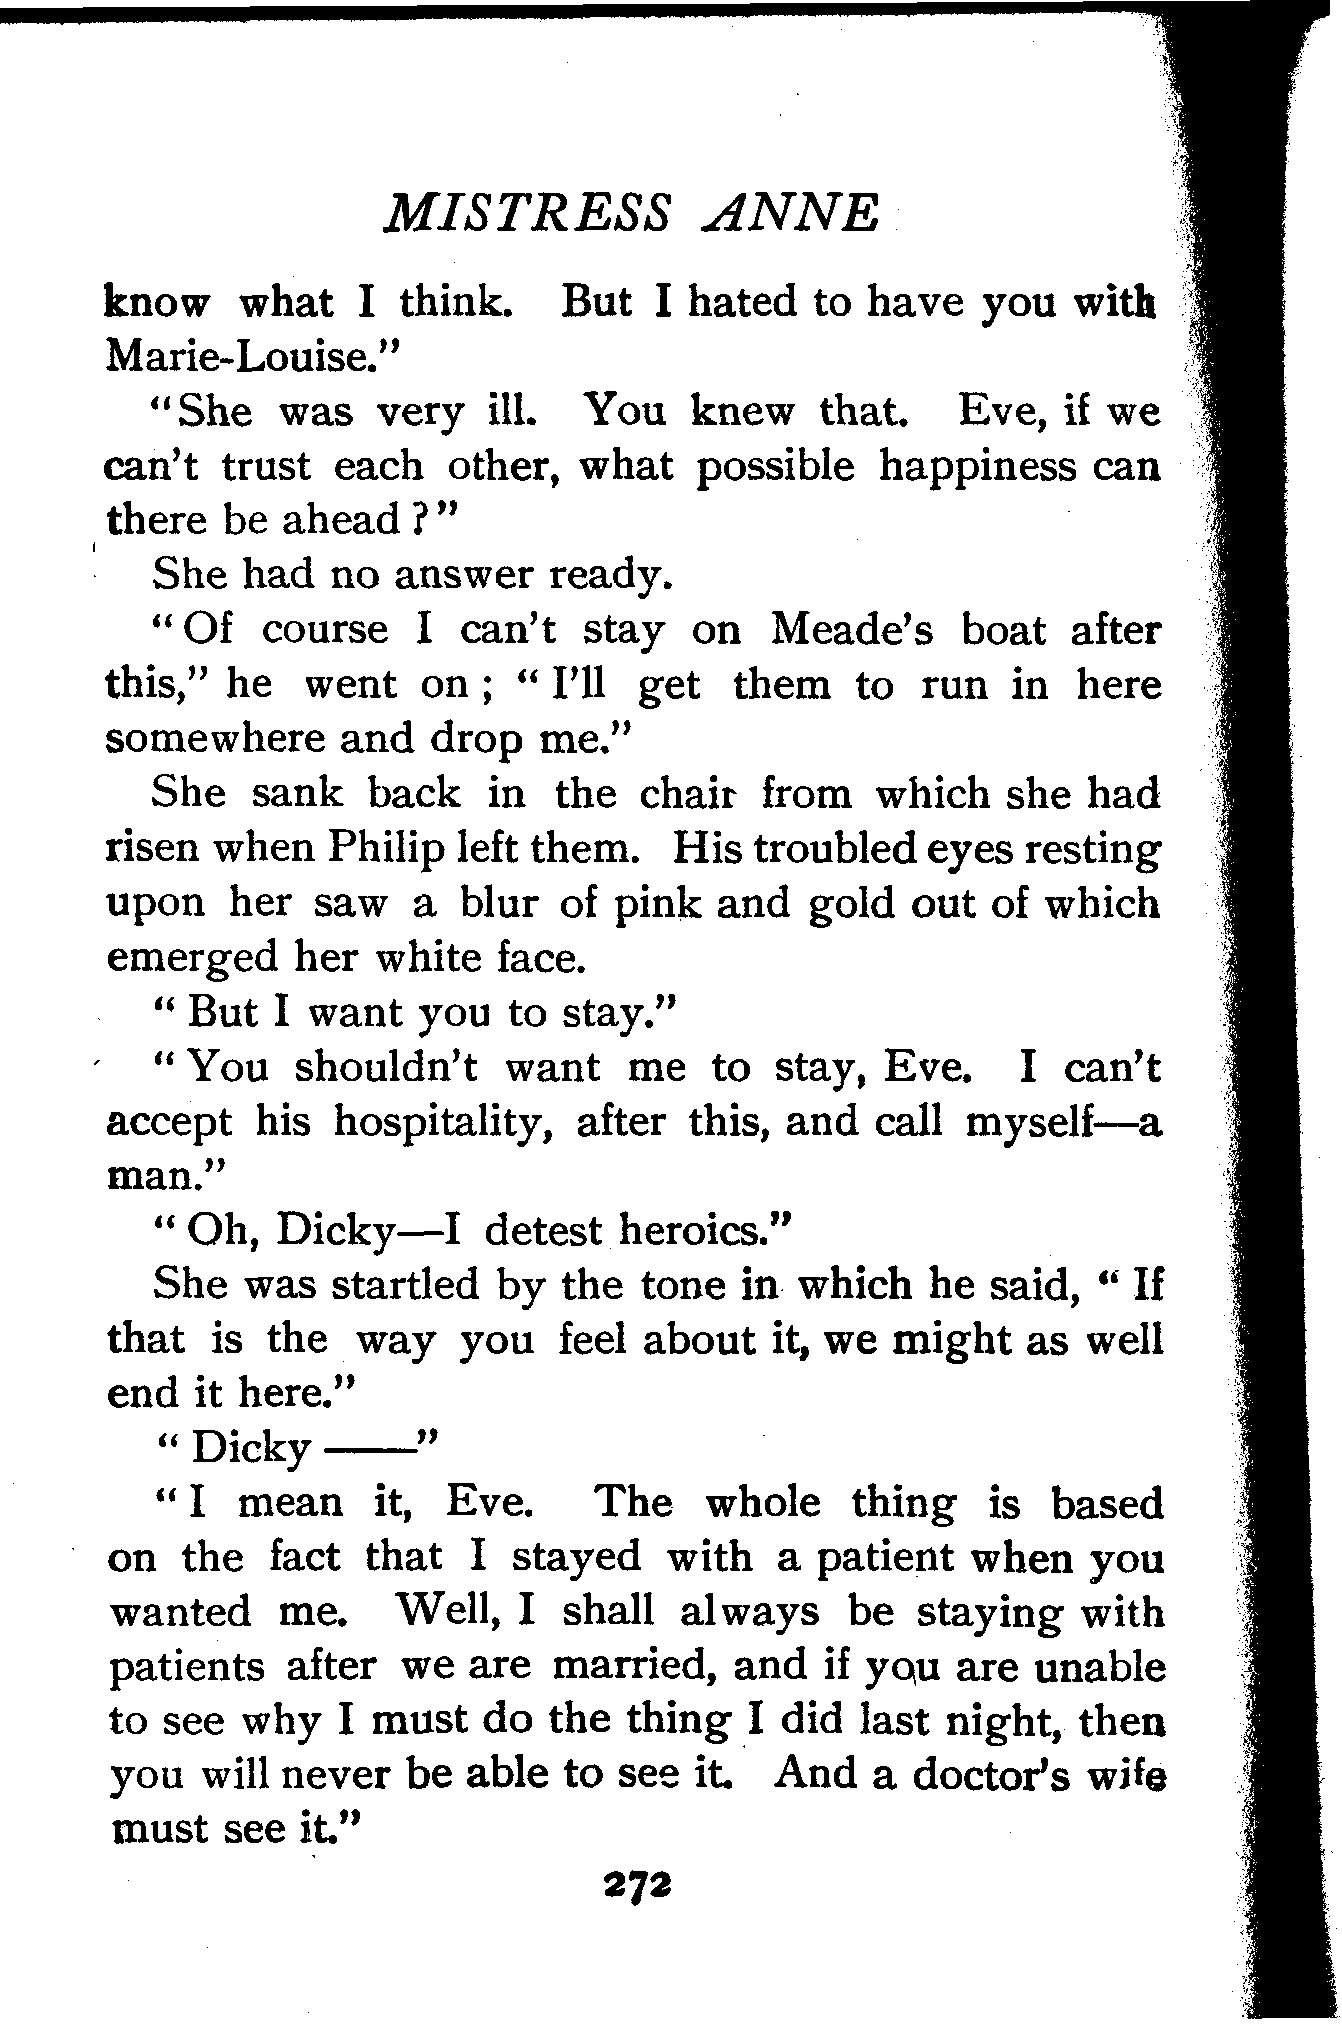 MISTRESS ANNE
know what I think. But I hated to have you with
Marie-Louise."
"She was very ill. You knew that. Eve, if we
can't trust each other, what possible happiness can
there be ahead?"
She had no answer ready.
"Of course I can't stay on Meade's boat after
this," he went on; "I'll get them to run in here
somewhere and drop me."
She sank back in the chair from which she had
risen when Philip left them. His troubled eyes resting
upon her saw a blur of pink and gold out of which
emerged her white face.
"But I want you to stay."
"You shouldn't want me to stay, Eve. I can't
accept his hospitality, after this, and call myself—a
man."
"Oh, Dicky—I detest heroics."
She was startled by the tone in which he said, "If
that is the way you feel about it, we might as well
end it here."
"Dicky ——"
"I mean it, Eve. The whole thing is based
on the fact that I stayed with a patient when you
wanted me. Well, I shall always be staying with
patients after we are married, and if you are unable
to see why I must do the thing I did last night, then
you will never be able to see it. And a doctor's wife
must see it."
272